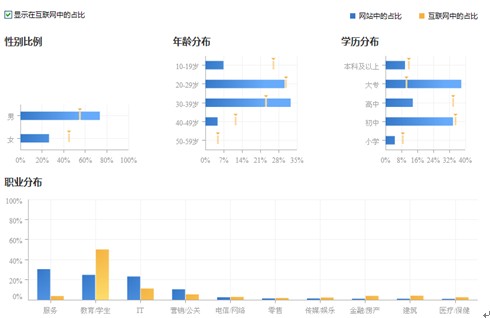 显示在互联网中的占比
网站中的占比 互联网中的占比
性别比例 年龄分布 学历分布
男
女
0% 20% 40% 60% 80% 100%
10-19岁
20-29岁
30-39岁
40-49岁
50-59岁
0% 7% 14% 21% 28% 35%
本科及以上
大专
高中
初中
小学
0% 8% 16% 24% 32% 40%
职业分布
100%
80%
60%
40%
20%
0%
服务 教育/学生 IT 营销/公关 电信/网络 零售 传媒/娱乐 金融/房产 建筑 医疗/保健